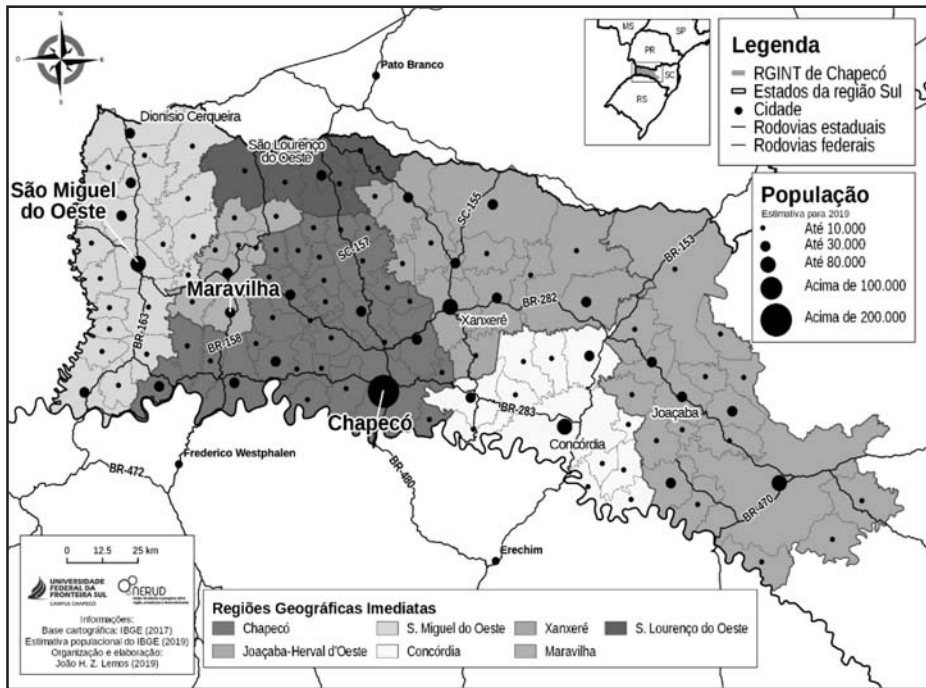 N
O
E
S
Pato Branco
Dionísio Cerqueira
São Lourenço
do Oeste
São Miguel
do Oeste
Maravilha
SC-157
SC-155
BR-153
BR-282
BR-163
BR-158
Xanxerê
Chapecó
BR-283
Concórdia
Joaçaba
BR-470
BR-472
Frederico Westphalen
BR-480
Erechim
MS
SP
PR
SC
RS
Legenda
RGINT de Chapecó
Estados da região Sul
Cidade
Rodovias estaduais
Rodovias federais
População
Estimativa para 2019
Até 10.000
Até 30.000
Até 80.000
Acima de 100.000
Acima de 200.000
0 12.5 25 km
UNIVERSIDADE
FEDERAL DA
FRONTEIRA SUL
CAMPUS CHAPECÓ
NERUD
Informações:
Base cartográfica: IBGE (2017)
Estimativa populacional do IBGE (2019)
Organização e elaboração:
João H. Z. Lemos (2019)
Regiões Geográficas Imediatas
Chapecó
S. Miguel do Oeste
Xanxerê
S. Lourenço do Oeste
Joaçaba-Herval d'Oeste
Concórdia
Maravilha